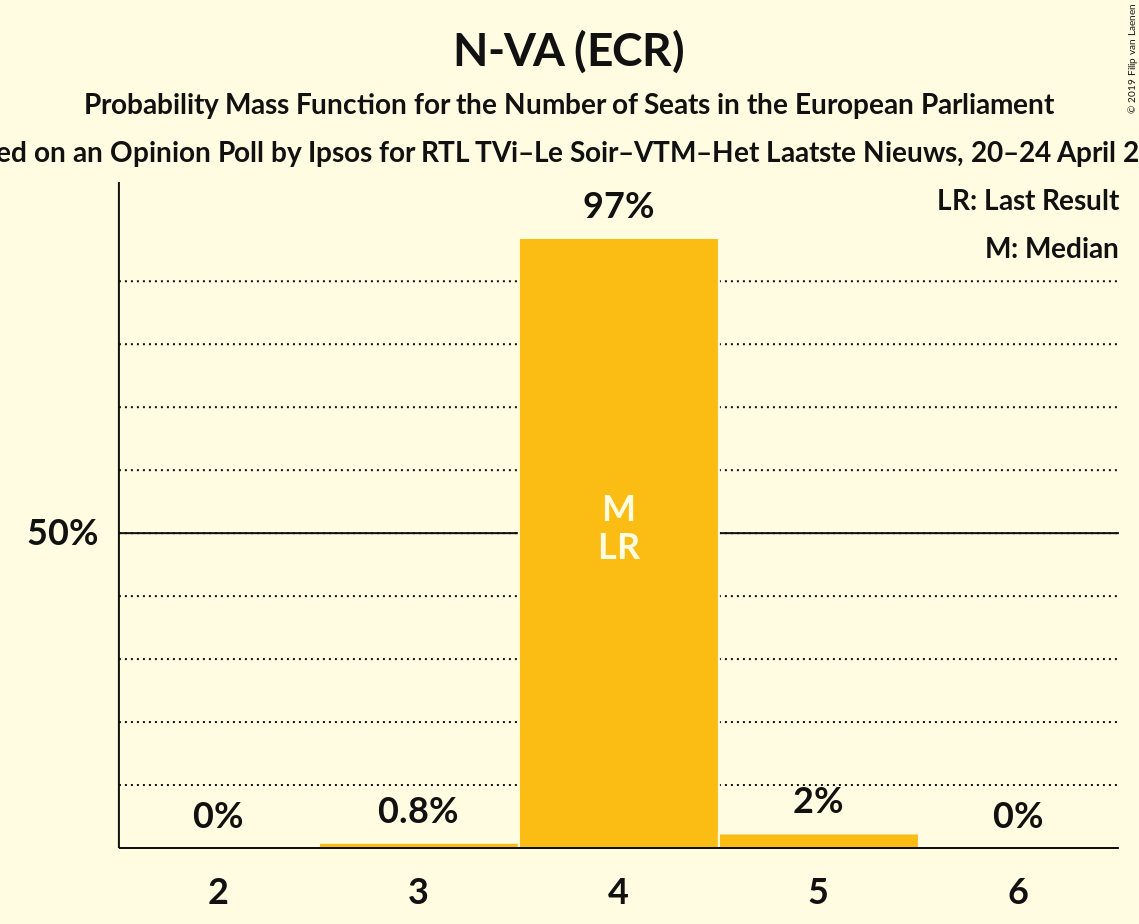 N-VA (ECR)
Probability Mass Function for the Number of Seats in the European Parliament
on an Opinion Poll by Ipsos for RTL TVi–Le Soir–VTM–Het Laatste Nieuws, 20–24 April
© 2019 Filip van Laenen
LR: Last Result
M: Median
97%
M
LR
50%
0%
0.8%
2%
0%
2
3
4
5
6